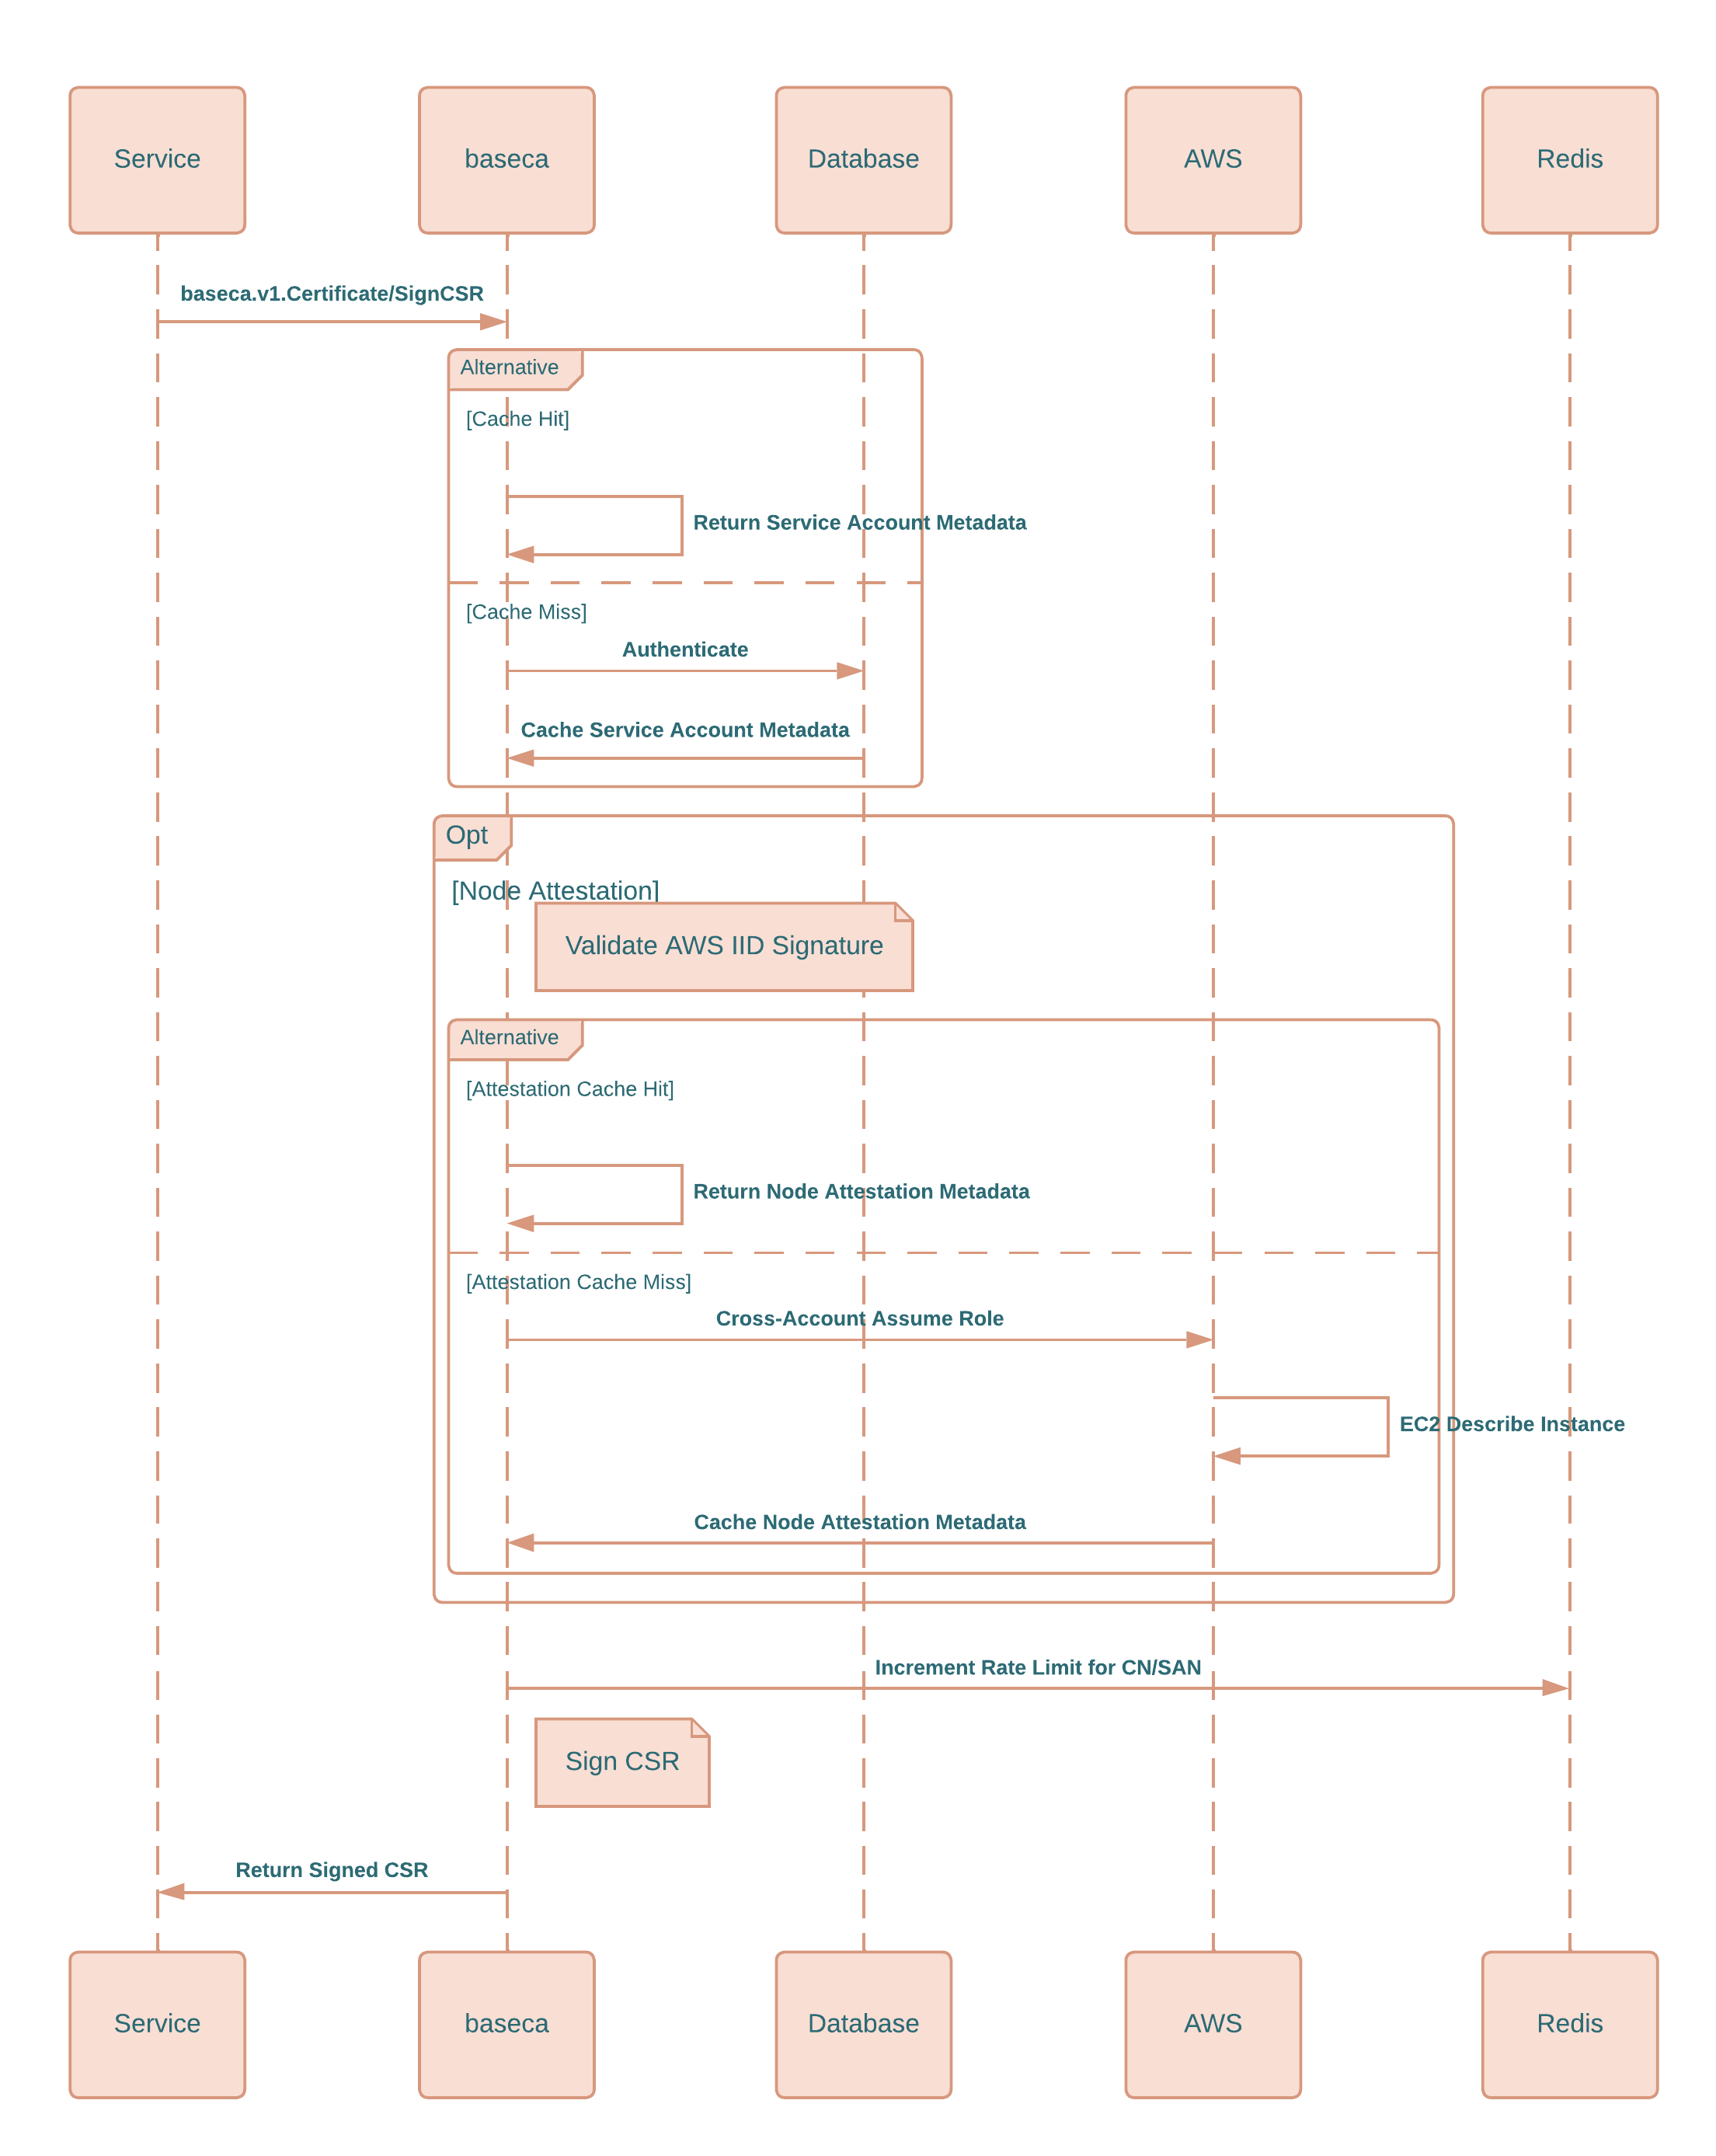 Service
baseca
Database
AWS
Redis
baseca.v1.Certificate/SignCSR
Alternative
[Cache Hit]
Return Service Account Metadata
[Cache Miss]
Authenticate
Cache Service Account Metadata
Opt
[Node Attestation]
Validate AWS IID Signature
Alternative
[Attestation Cache Hit]
Return Node Attestation Metadata
[Attestation Cache Miss]
Cross-Account Assume Role
EC2 Describe Instance
Cache Node Attestation Metadata
Increment Rate Limit for CN/SAN
Sign CSR
Return Signed CSR
Service
baseca
Database
AWS
Redis